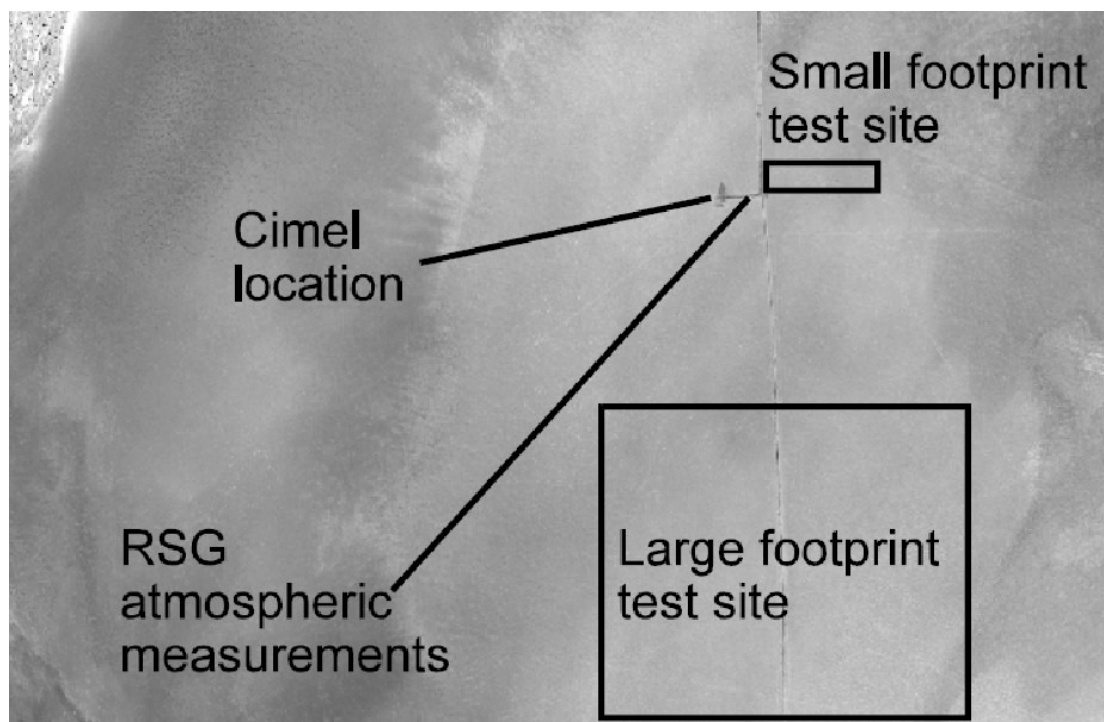 Small footprint
test site
Cimel
location
RSG
atmospheric
measurements
Large footprint
test site